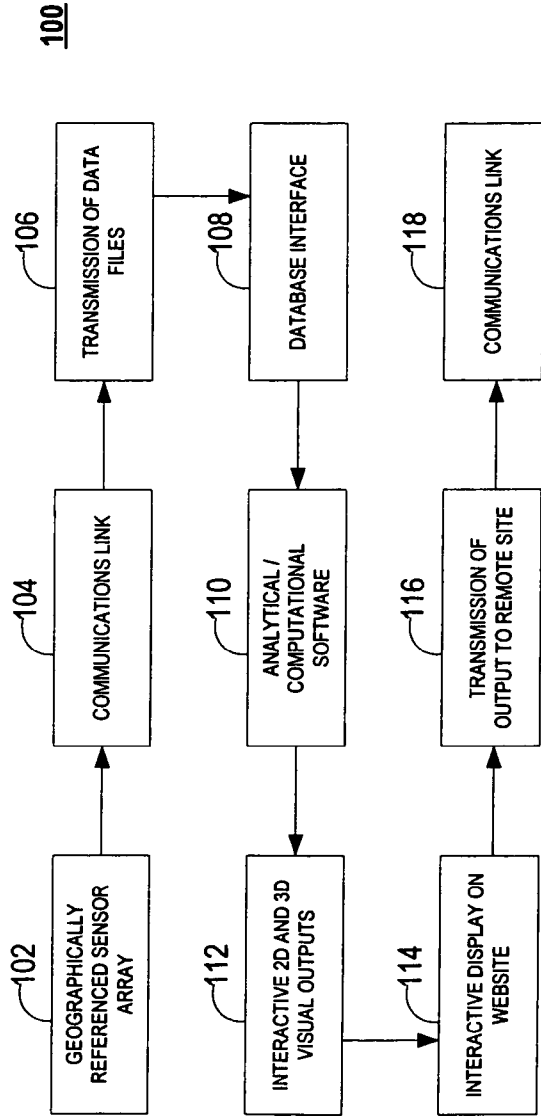 100
102
GEOGRAPHICALLY
REFERENCED SENSOR
ARRAY
104
COMMUNICATIONS LINK
106
TRANSMISSION OF DATA
FILES
108
DATABASE INTERFACE
110
ANALYTICAL /
COMPUTATIONAL
SOFTWARE
112
INTERACTIVE 2D AND 3D
VISUAL OUTPUTS
114
INTERACTIVE DISPLAY ON
WEBSITE
116
TRANSMISSION OF
OUTPUT TO REMOTE SITE
118
COMMUNICATIONS LINK